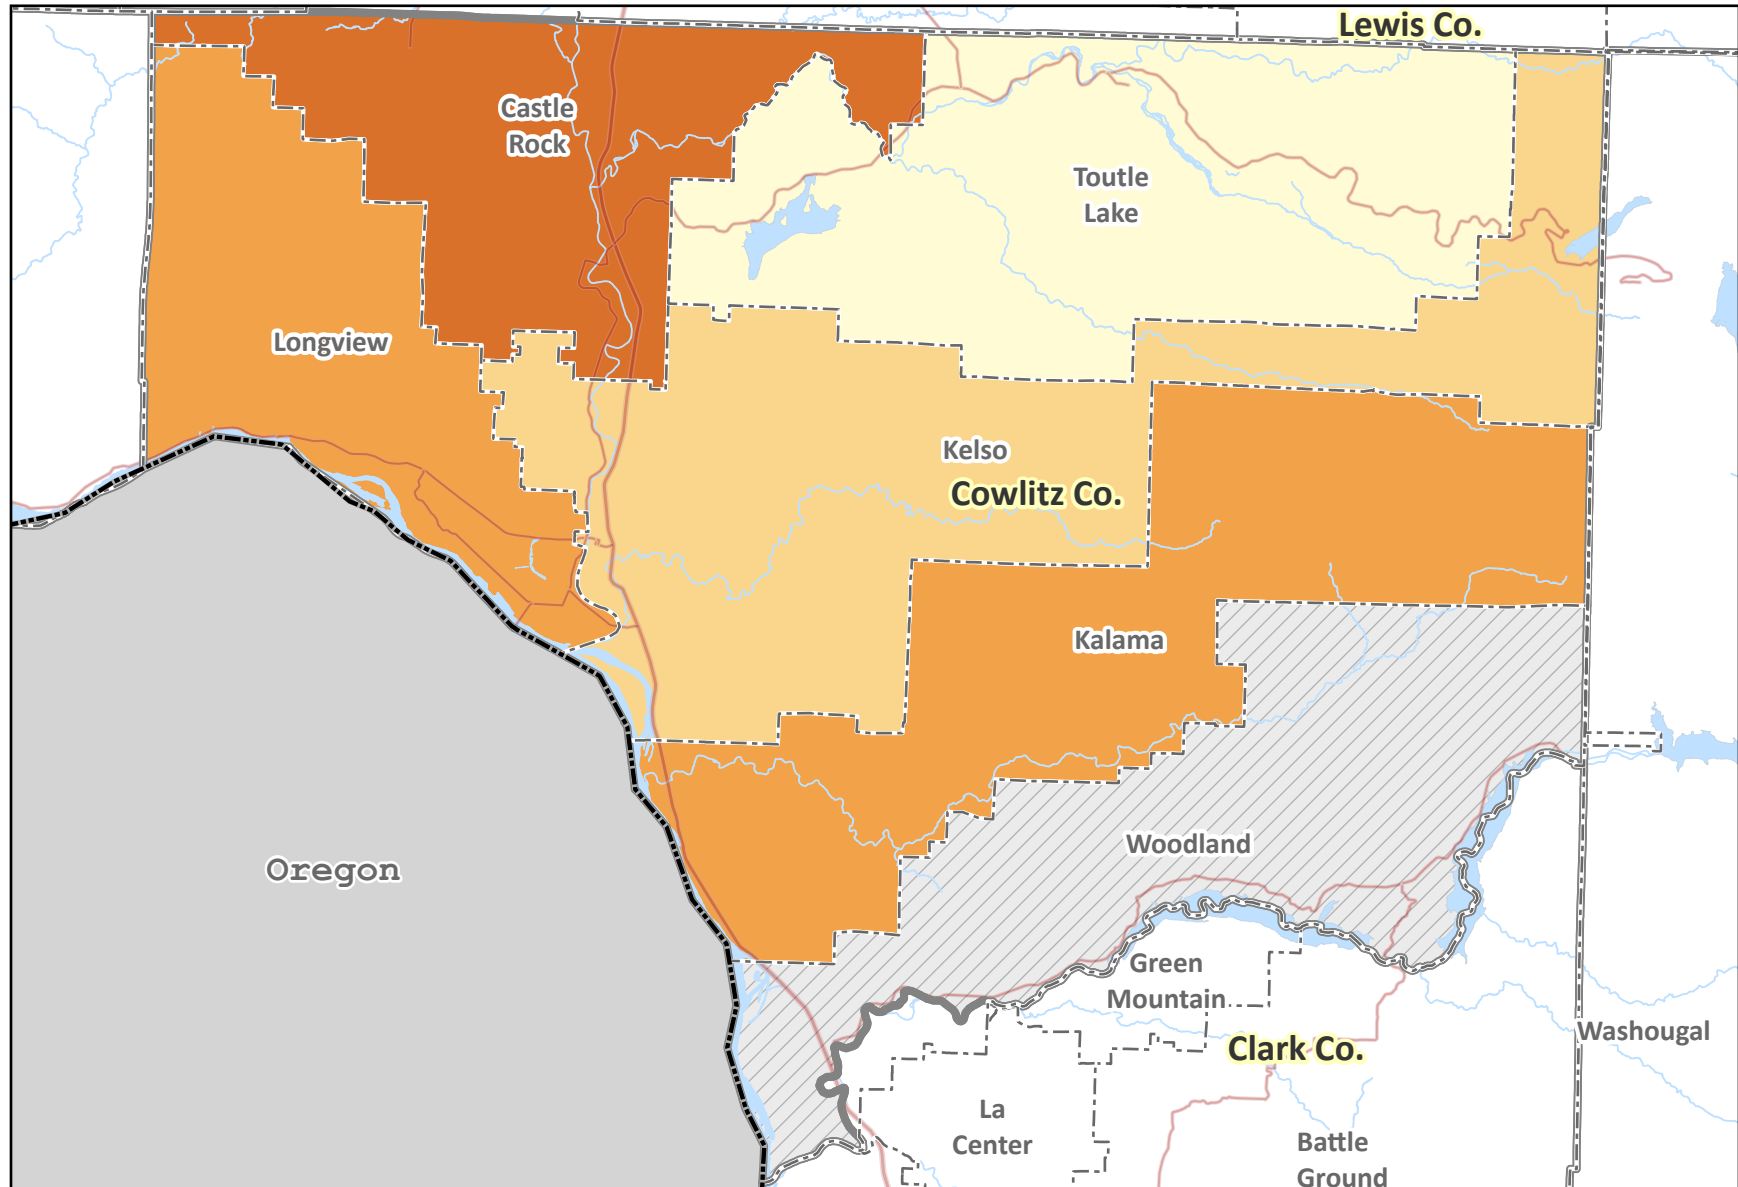 Lewis Co.
Castle
Rock
Toutle
Lake
Longview
Kelso
Cowlitz Co.
Kalama
Woodland
Oregon
Green
Mountain
Washougal
Clark Co.
La
Center
Battle
Ground